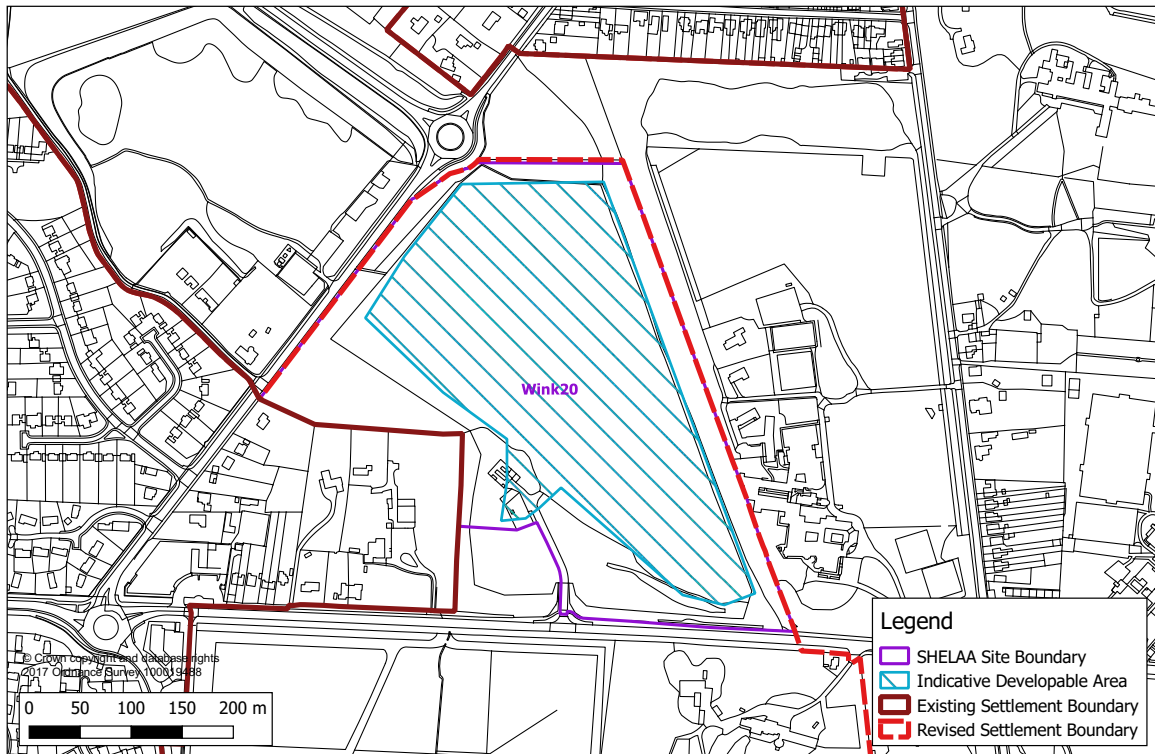 Wink20
Legend
SHELAA Site Boundary
Indicative Developable Area
Existing Settlement Boundary
Revised Settlement Boundary
© Crown copyright and database rights
2017 Ordnance Survey 100019488
0 50 100 150 200 m